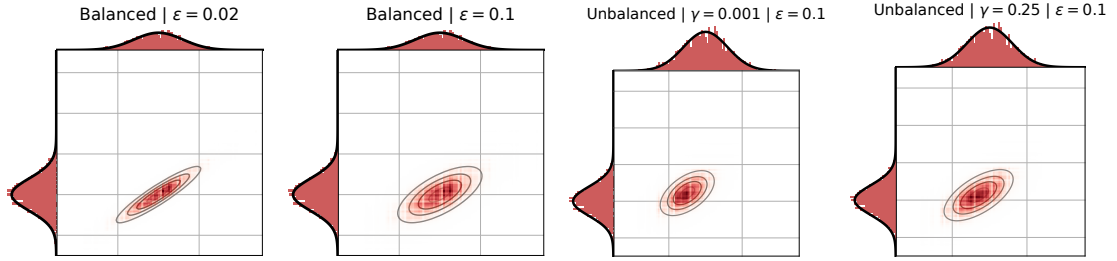 Balanced | ε = 0.02
Balanced | ε = 0.1
Unbalanced | γ = 0.001 | ε = 0.1
Unbalanced | γ = 0.25 | ε = 0.1